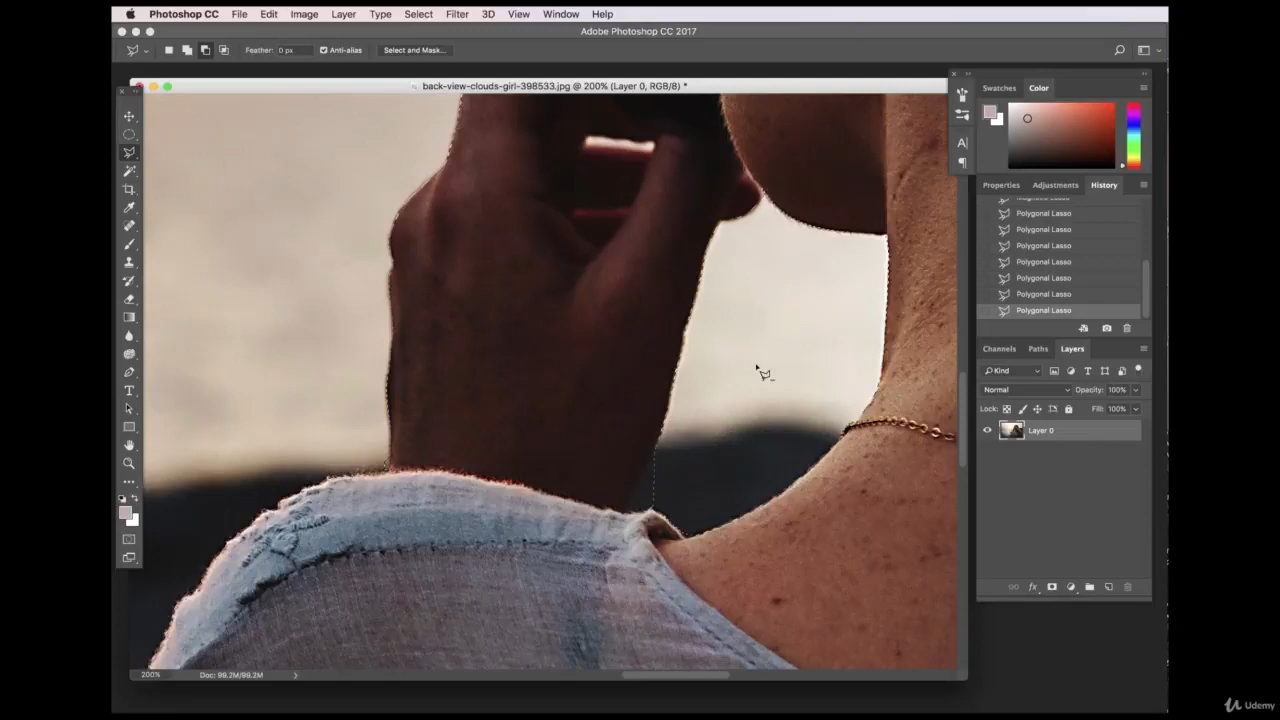 Photoshop CC File Edit Image Layer Type Select Filter 3D View Window Help
Adobe Photoshop CC 2017
Feather: 0 px Anti-alias Select and Mask...
back-view-clouds-girl-398533.jpg @ 200% (Layer 0, RGB/8) *
Swatches Color
Properties Adjustments History
Polygonal Lasso
Polygonal Lasso
Polygonal Lasso
Polygonal Lasso
Polygonal Lasso
Polygonal Lasso
Polygonal Lasso
Channels Paths Layers
Kind
Normal Opacity: 100%
Lock: Fill: 100%
Layer 0
fx
200% Doc: 99.2M/99.2M
Udemy